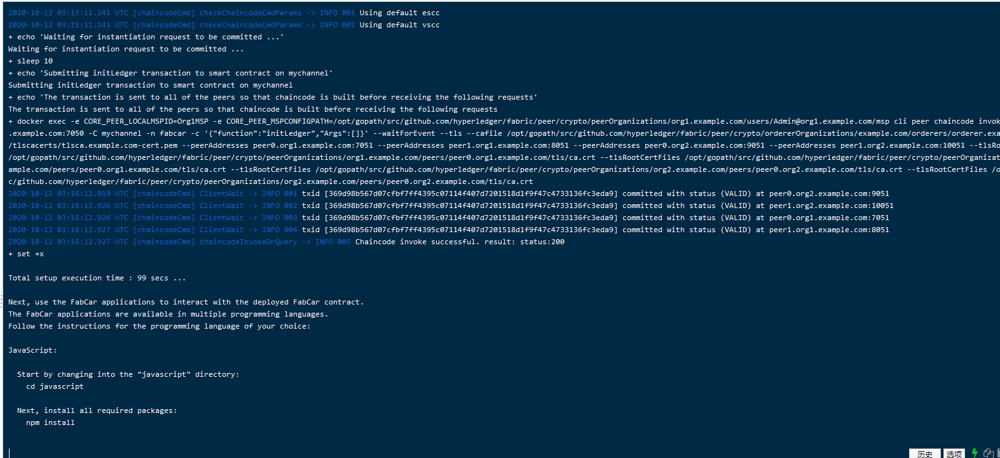 2020-10-12 03:15:11.241 UTC [chaincodeCmd] checkChaincodeCmdParams -> INFO 001 Using default escc
2020-10-12 03:15:11.241 UTC [chaincodeCmd] checkChaincodeCmdParams -> INFO 002 Using default vscc
+ echo 'Waiting for instantiation request to be committed ...'
Waiting for instantiation request to be committed ...
+ sleep 10
+ echo 'Submitting initLedger transaction to smart contract on mychannel'
Submitting initLedger transaction to smart contract on mychannel
+ echo 'The transaction is sent to all of the peers so that chaincode is built before receiving the following requests'
The transaction is sent to all of the peers so that chaincode is built before receiving the following requests
+ docker exec -e CORE_PEER_LOCALMSPID=Org1MSP -e CORE_PEER_MSPCONFIGPATH=/opt/gopath/src/github.com/hyperledger/fabric/peer/crypto/peerOrganizations/org1.example.com/users/Admin@org1.example.com/msp cli peer chaincode invok
.example.com:7050 -C mychannel -n fabcar -c '{"function":"initLedger","Args":[]}' --waitForEvent --tls --cafile /opt/gopath/src/github.com/hyperledger/fabric/peer/crypto/ordererOrganizations/example.com/orderers/orderer.exa
/tlscacerts/tlsca.example.com-cert.pem --peerAddresses peer0.org1.example.com:7051 --peerAddresses peer1.org1.example.com:8051 --peerAddresses peer0.org2.example.com:9051 --peerAddresses peer1.org2.example.com:10051 --tlsRo
/opt/gopath/src/github.com/hyperledger/fabric/peer/crypto/peerOrganizations/org1.example.com/peers/peer0.org1.example.com/tls/ca.crt --tlsRootCertFiles /opt/gopath/src/github.com/hyperledger/fabric/peer/crypto/peerOrganizat
ample.com/peers/peer0.org1.example.com/tls/ca.crt --tlsRootCertFiles /opt/gopath/src/github.com/hyperledger/fabric/peer/crypto/peerOrganizations/org2.example.com/peers/peer0.org2.example.com/tls/ca.crt --tlsRootCertFiles /o
c/github.com/hyperledger/fabric/peer/crypto/peerOrganizations/org2.example.com/peers/peer0.org2.example.com/tls/ca.crt
2020-10-12 03:16:12.919 UTC [chaincodeCmd] ClientWait -> INFO 001 txid [369d98b567d07cfbf7ff4395c07114f407d7201518d1f9f47c4733136fc3eda9] committed with status (VALID) at peer0.org2.example.com:9051
2020-10-12 03:16:12.926 UTC [chaincodeCmd] ClientWait -> INFO 002 txid [369d98b567d07cfbf7ff4395c07114f407d7201518d1f9f47c4733136fc3eda9] committed with status (VALID) at peer1.org2.example.com:10051
2020-10-12 03:16:12.926 UTC [chaincodeCmd] ClientWait -> INFO 003 txid [369d98b567d07cfbf7ff4395c07114f407d7201518d1f9f47c4733136fc3eda9] committed with status (VALID) at peer0.org1.example.com:7051
2020-10-12 03:16:12.927 UTC [chaincodeCmd] ClientWait -> INFO 004 txid [369d98b567d07cfbf7ff4395c07114f407d7201518d1f9f47c4733136fc3eda9] committed with status (VALID) at peer1.org1.example.com:8051
2020-10-12 03:16:12.927 UTC [chaincodeCmd] chaincodeInvokeOrQuery -> INFO 005 Chaincode invoke successful. result: status:200
+ set +x
Total setup execution time : 99 secs ...
Next, use the FabCar applications to interact with the deployed FabCar contract.
The FabCar applications are available in multiple programming languages.
Follow the instructions for the programming language of your choice:
JavaScript:
Start by changing into the "javascript" directory:
cd javascript
Next, install all required packages:
npm install
历史 选项